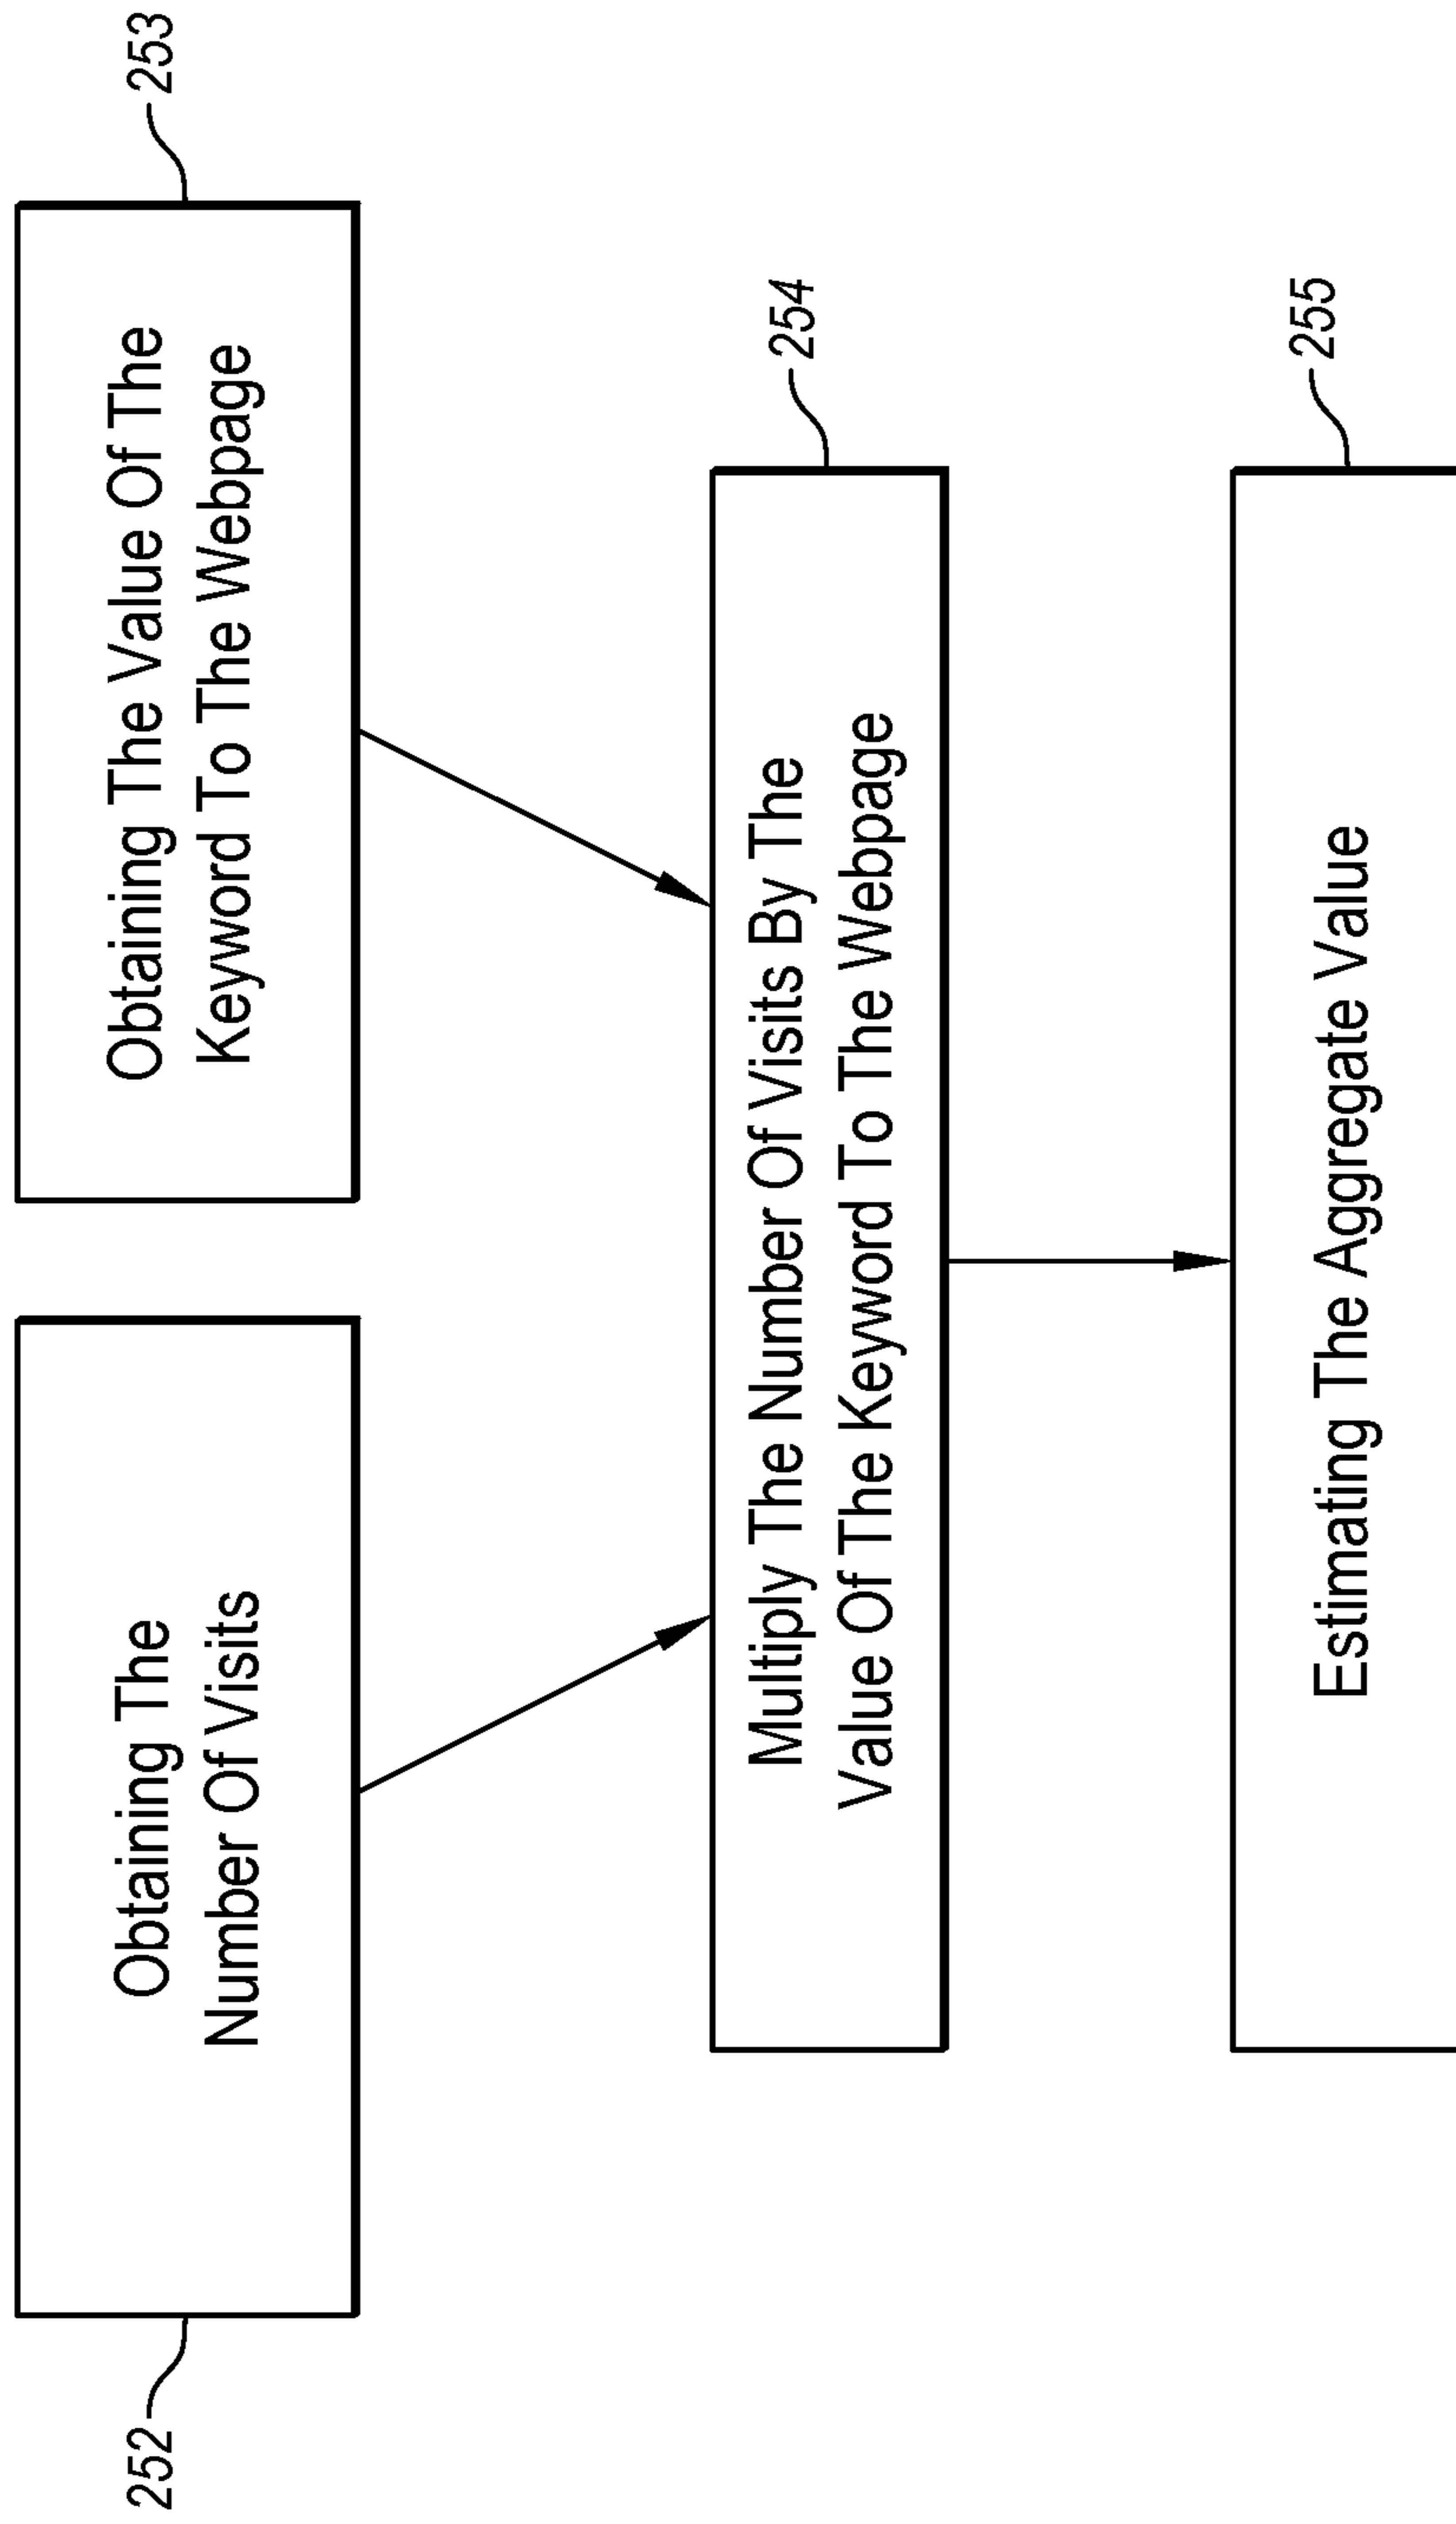 252
Obtaining The
Number Of Visits
Obtaining The Value Of The
Keyword To The Webpage
253
Multiply The Number Of Visits By The
Value Of The Keyword To The Webpage
254
Estimating The Aggregate Value
255